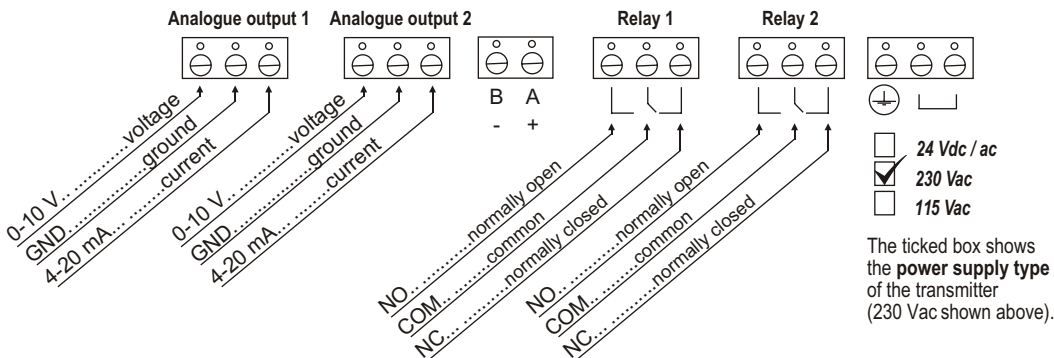 Analogue output 1 Analogue output 2 Relay 1 Relay 2
B A
- +
0-10 V..............voltage
GND..............ground
4-20 mA..............current
0-10 V..............voltage
GND..............ground
4-20 mA..............current
NO..............normally open
COM..............common
NC..............normally closed
NO..............normally open
COM..............common
NC..............normally closed
24 Vdc / ac
230 Vac
115 Vac
The ticked box shows
the power supply type
of the transmitter
(230 Vac shown above).